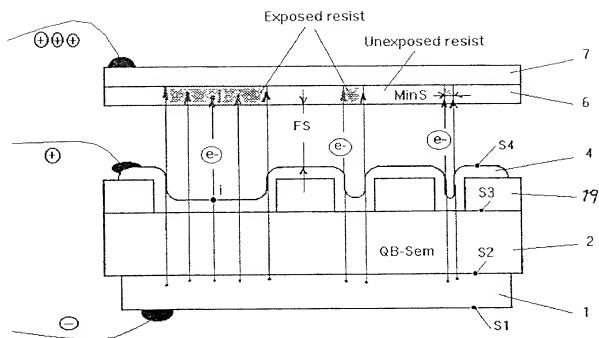 Exposed resist
Unexposed resist
7
6
MinS
FS
e-
e-
e-
i
S4
4
S3
19
2
QB-Sem
S2
1
S1
+++
+
−